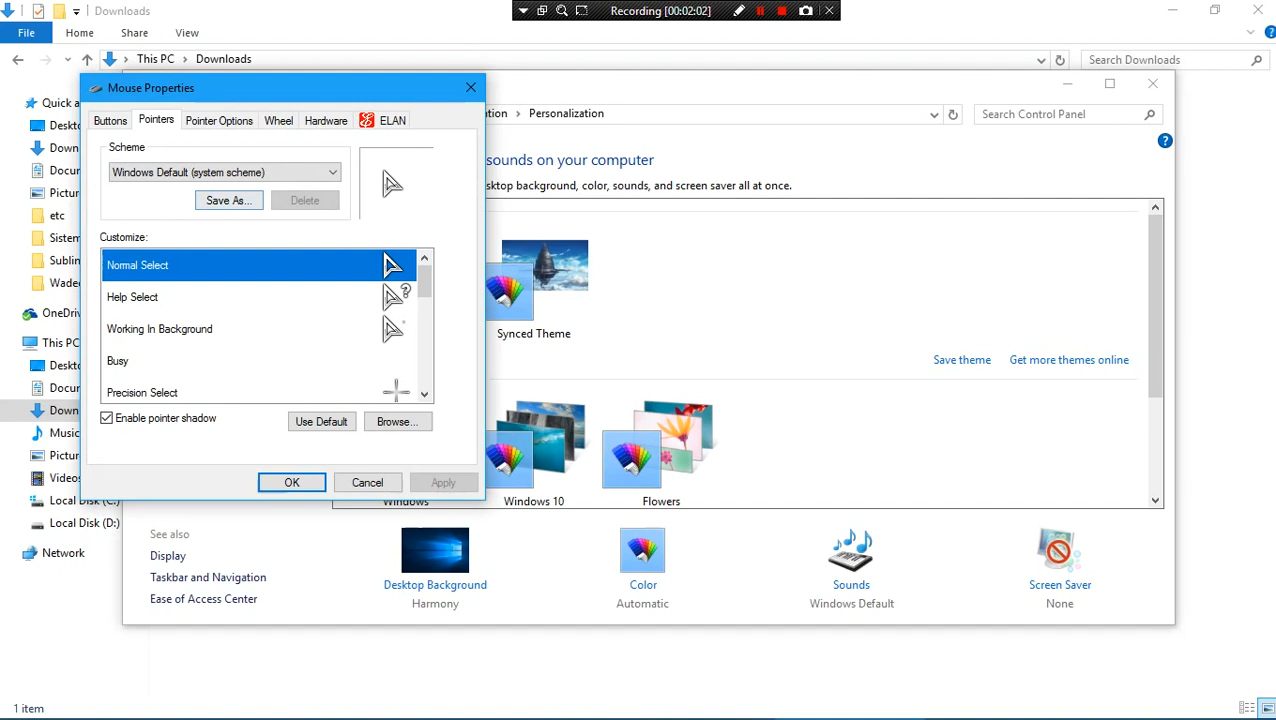 Downloads
Recording [00:02:02]
File
Home
Share
View
This PC
Downloads
Search Downloads
Mouse Properties
Personalization
Search Control Panel
Buttons
Pointers
Pointer Options
Wheel
Hardware
ELAN
Scheme
Windows Default (system scheme)
Save As...
Delete
sounds on your computer
desktop background, color, sounds, and screen saver all at once.
Customize:
Normal Select
Help Select
Working In Background
Busy
Precision Select
Enable pointer shadow
Use Default
Browse...
OK
Cancel
Apply
Quick a
Deskto
Down
Docu
Pictur
etc
Sistem
Sublim
Wade
OneDriv
This PC
Deskto
Docu
Down
Music
Pictur
Videos
Local Disk (C:)
Local Disk (D:)
Network
Synced Theme
Save theme
Get more themes online
Windows
Windows 10
Flowers
See also
Display
Taskbar and Navigation
Ease of Access Center
Desktop Background
Harmony
Color
Automatic
Sounds
Windows Default
Screen Saver
None
1 item